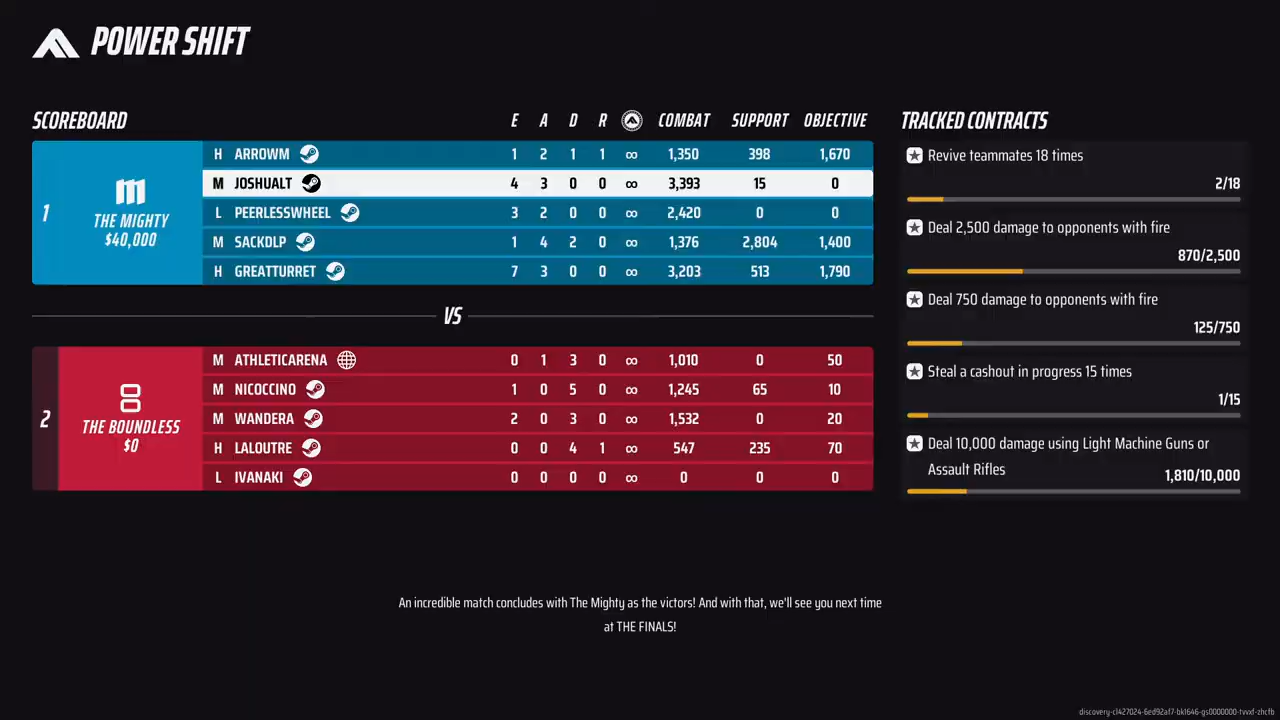 POWER SHIFT
SCOREBOARD E A D R COMBAT SUPPORT OBJECTIVE
1 THE MIGHTY $40,000
H ARROWM 1 2 1 1 ∞ 1,350 398 1,670
M JOSHUALT 4 3 0 0 ∞ 3,393 15 0
L PEERLESSWHEEL 3 2 0 0 ∞ 2,420 0 0
M SACKDLP 1 4 2 0 ∞ 1,376 2,804 1,400
H GREATTURRET 7 3 0 0 ∞ 3,203 513 1,790
VS
2 THE BOUNDLESS $0
M ATHLETICARENA 0 1 3 0 ∞ 1,010 0 50
M NICOCCINO 1 0 5 0 ∞ 1,245 65 10
M WANDERA 2 0 3 0 ∞ 1,532 0 20
H LALOUTRE 0 0 4 1 ∞ 547 235 70
L IVANAKI 0 0 0 0 ∞ 0 0 0
TRACKED CONTRACTS
Revive teammates 18 times
2/18
Deal 2,500 damage to opponents with fire
870/2,500
Deal 750 damage to opponents with fire
125/750
Steal a cashout in progress 15 times
1/15
Deal 10,000 damage using Light Machine Guns or
Assault Rifles
1,810/10,000
An incredible match concludes with The Mighty as the victors! And with that, we'll see you next time
at THE FINALS!